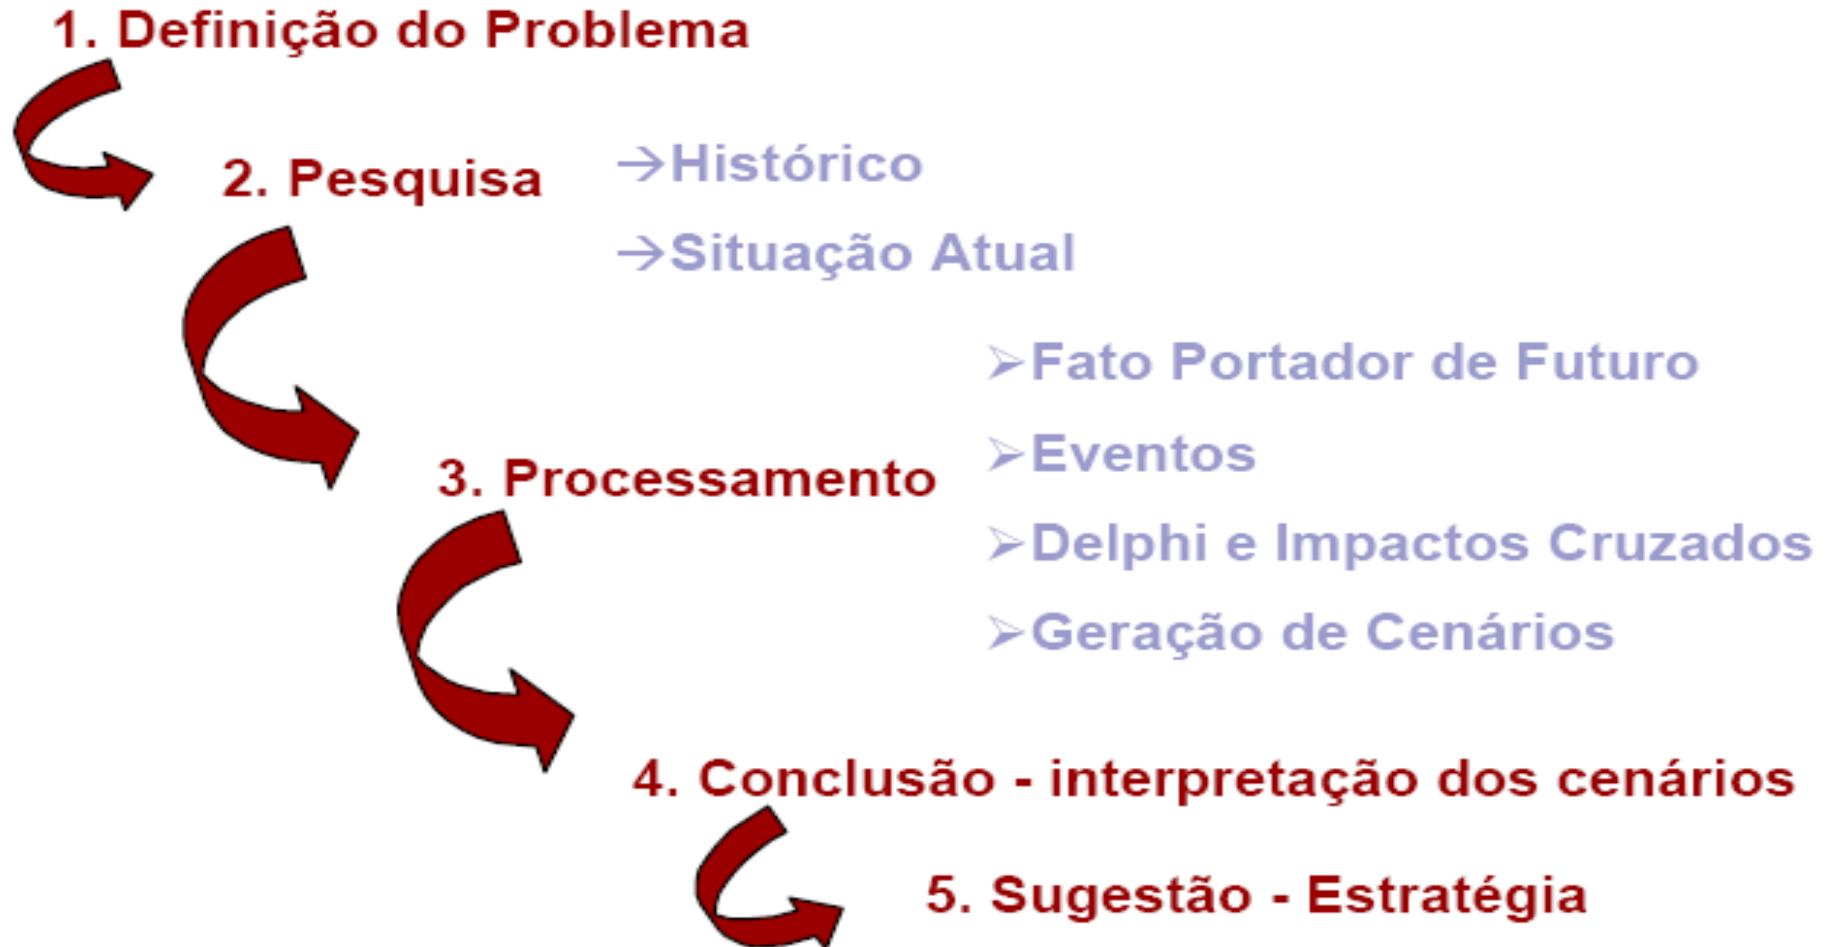 1. Definição do Problema
2. Pesquisa
→Histórico
→Situação Atual
3. Processamento
➢Fato Portador de Futuro
➢Eventos
➢Delphi e Impactos Cruzados
➢Geração de Cenários
4. Conclusão - interpretação dos cenários
5. Sugestão - Estratégia